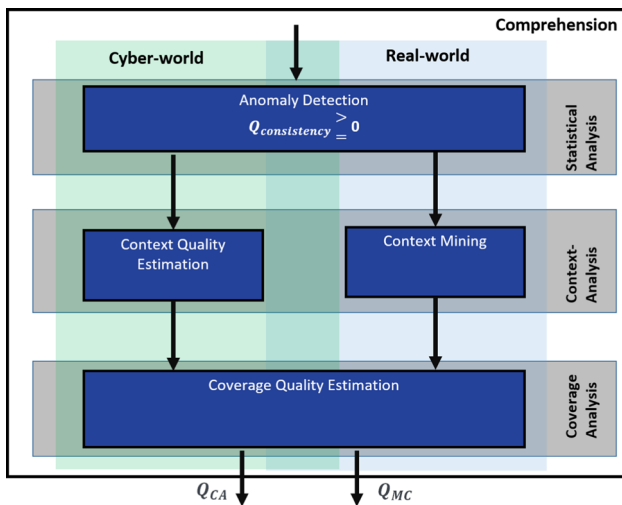 Comprehension
Cyber-world
Real-world
Anomaly Detection
Q_consistency >= 0
Statistical
Analysis
Context Quality
Estimation
Context Mining
Context-
Analysis
Coverage Quality Estimation
Coverage
Analysis
Q_CA
Q_MC